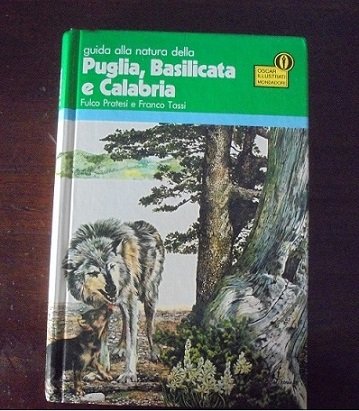 guida alla natura della
Puglia, Basilicata
e Calabria
Fulco Pratesi e Franco Tassi
OSCAR
ILLUSTRATI
MONDADORI